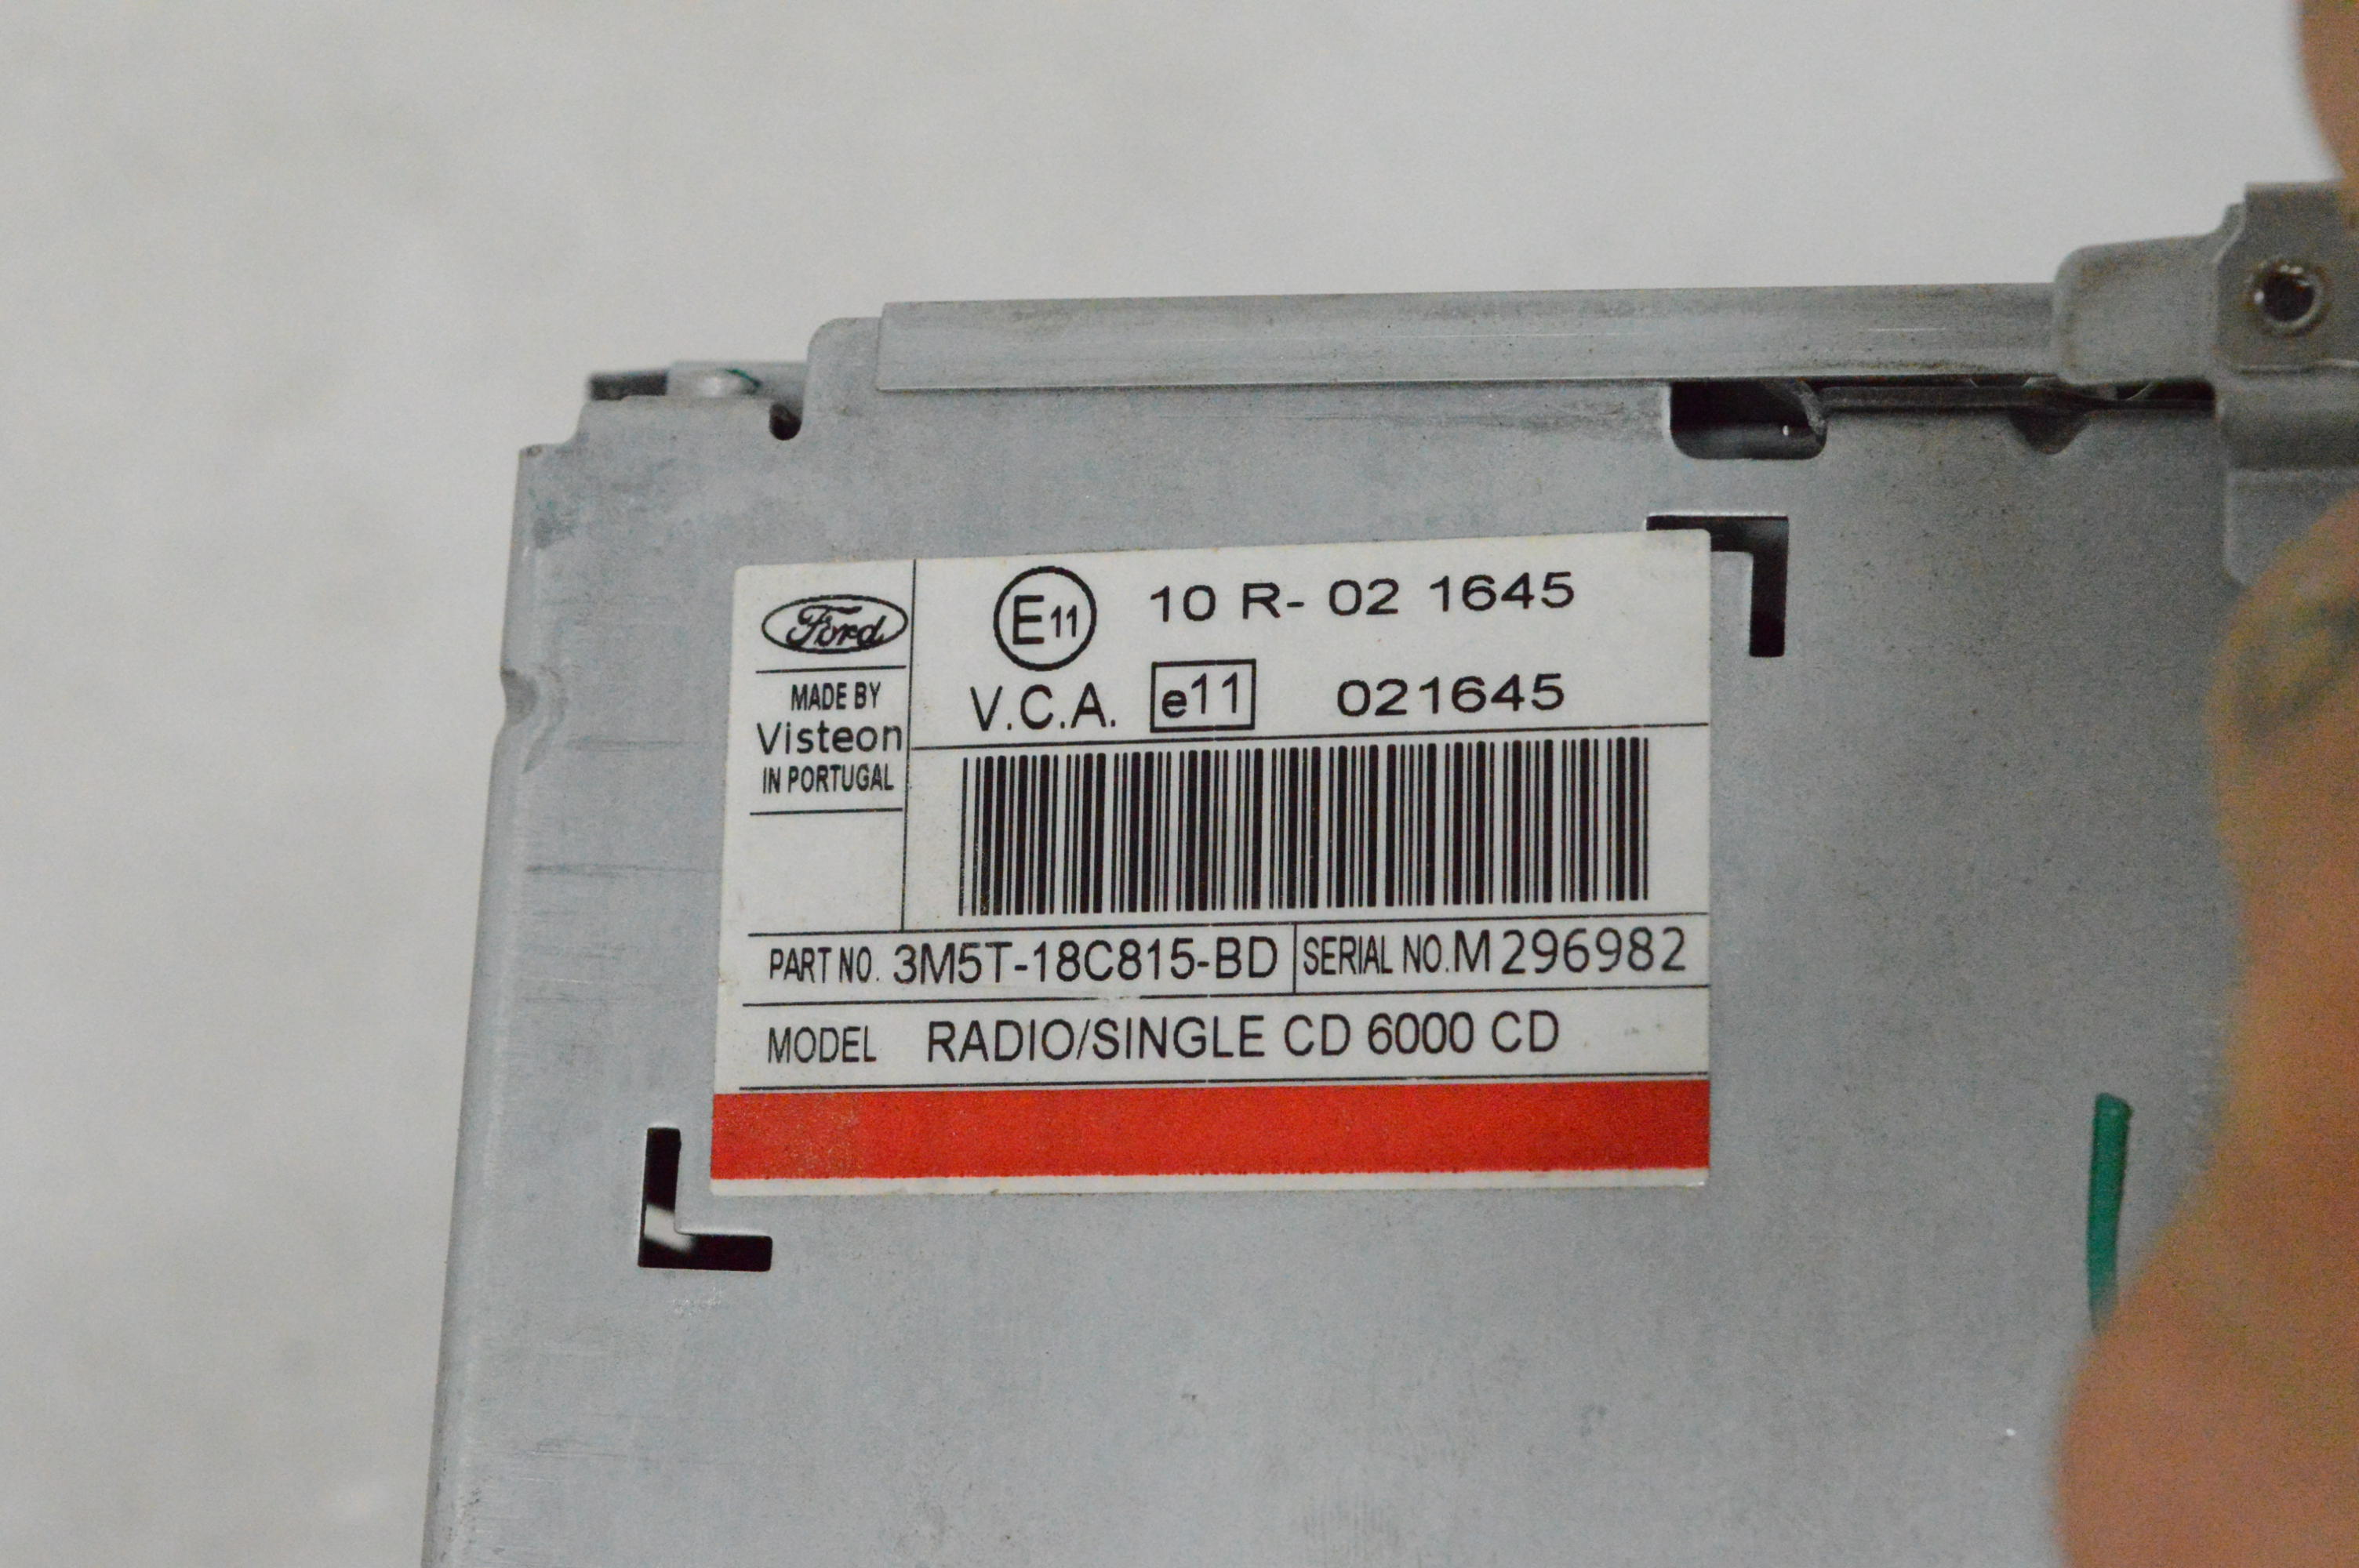 Ford
MADE BY
Visteon
IN PORTUGAL
E11 10 R- 02 1645
V.C.A. e11 021645
PART NO. 3M5T-18C815-BD SERIAL NO. M296982
MODEL RADIO/SINGLE CD 6000 CD